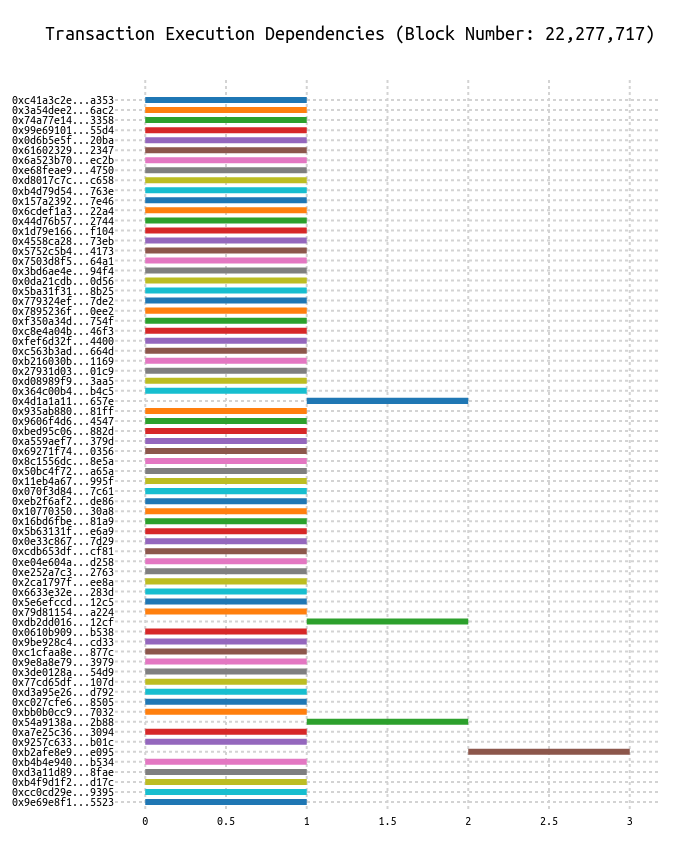 Transaction Execution Dependencies (Block Number: 22,277,717)
0xc41a3c2e...a353
0x3a54dee2...6ac2
0x74a77e14...3358
0x99e69101...55d4
0x0d6b5e5f...20ba
0x61602329...2347
0x6a523b70...ec2b
0xe68feae9...4750
0xd8017c7c...c658
0xb4d79d54...763e
0x157a2392...7e46
0x6cdef1a3...22a4
0x44d76b57...2744
0x1d79e166...f104
0x4558ca28...73eb
0x5752c5b4...4173
0x7503d8f5...64a1
0x3bd6ae4e...94f4
0x0da21cdb...0d56
0x5ba31f31...8b25
0x779324ef...7de2
0x7895236f...0ee2
0xf350a34d...754f
0xc8e4a04b...46f3
0xfef6d32f...4400
0xc563b3ad...664d
0xb216030b...1169
0x27931d03...01c9
0xd08989f9...3aa5
0x364c00b4...b4c5
0x4d1a1a11...657e
0x935ab880...81ff
0x9606f4d6...4547
0xbed95c06...882d
0xa559aef7...379d
0x69271f74...0356
0x8c1556dc...8e5a
0x50bc4f72...a65a
0x11eb4a67...995f
0x070f3d84...7c61
0xeb2f6af2...de86
0x10770350...30a8
0x16bd6fbe...81a9
0x5b63131f...e6a9
0x0e33c867...7d29
0xcdb653df...cf81
0xe04e604a...d258
0xe252a7c3...2763
0x2ca1797f...ee8a
0x6633e32e...283d
0x5e6efccd...12c5
0x79d81154...a224
0xdb2dd016...12cf
0x0610b909...b538
0x9be928c4...cd33
0xc1cfaa8e...877c
0x9e8a8e79...3979
0x3de0128a...54d9
0x77cd65df...107d
0xd3a95e26...d792
0xc027cfe6...8505
0xbb0b0cc9...7032
0x54a9138a...2b88
0xa7e25c36...3094
0x9257c633...b01c
0xb2afe8e9...e095
0xb4b4e940...b534
0xd3a11d89...8fae
0xb4f9d1f2...d17c
0xcc0cd29e...9395
0x9e69e8f1...5523
0 0.5 1 1.5 2 2.5 3